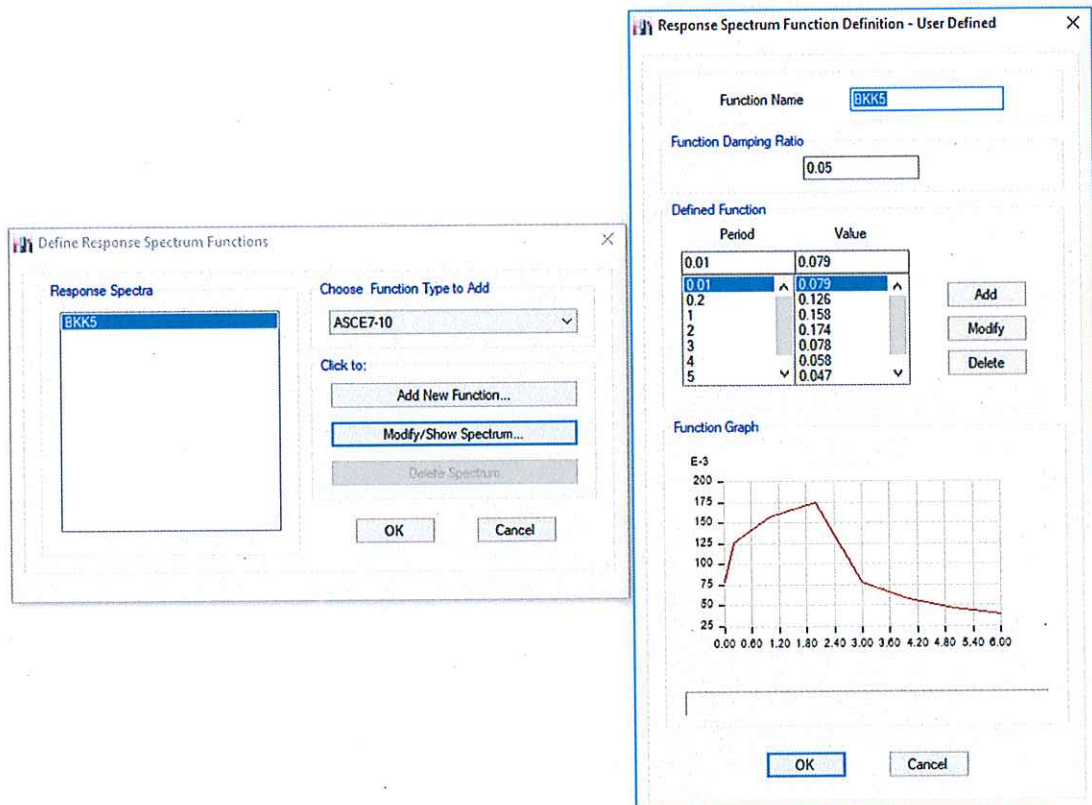 Define Response Spectrum Functions
Response Spectra
BKK5
Choose Function Type to Add
ASCE7-10
Click to:
Add New Function...
Modify/Show Spectrum...
Delete Spectrum
OK Cancel
Response Spectrum Function Definition - User Defined
Function Name BKK5
Function Damping Ratio
0.05
Defined Function
Period Value
0.01 0.079
0.01 0.079
0.2 0.126
1 0.158
2 0.174
3 0.078
4 0.058
5 0.047
Add
Modify
Delete
Function Graph
E-3
200
175
150
125
100
75
50
25
0.00 0.60 1.20 1.80 2.40 3.00 3.60 4.20 4.80 5.40 6.00
OK Cancel